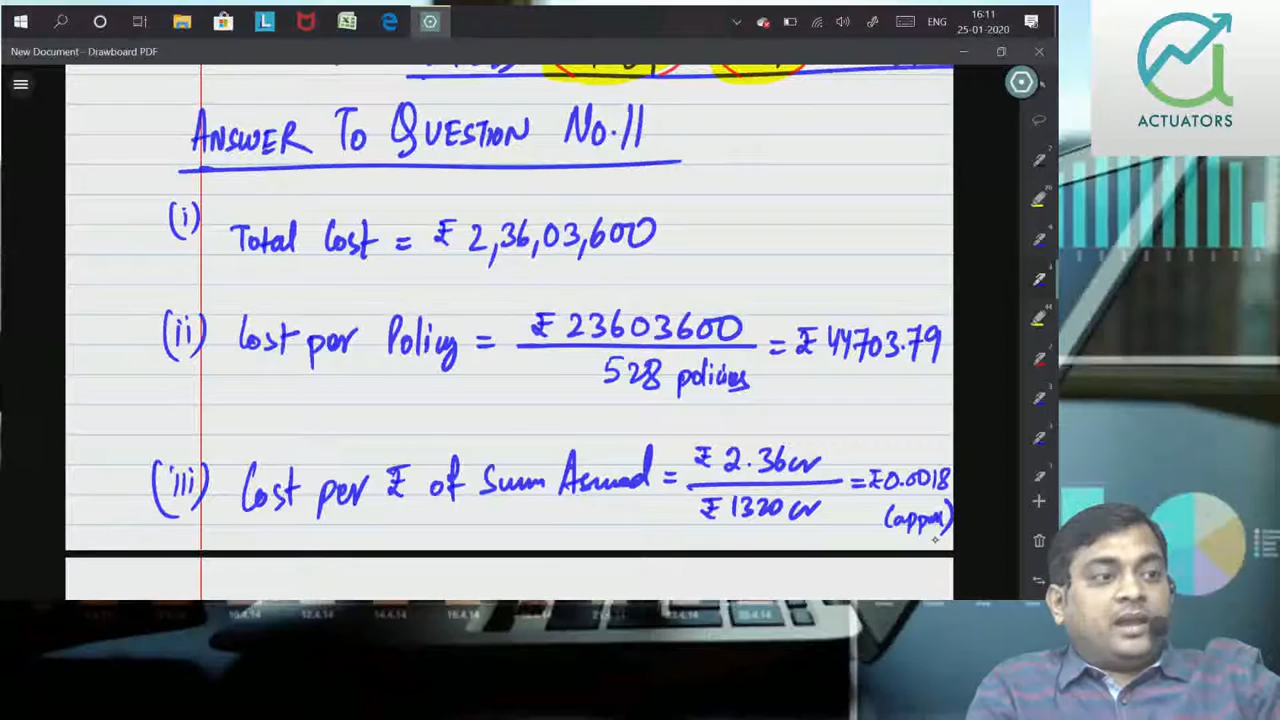 16:11
ENG
25-01-2020
New Document - Drawboard PDF
ACTUATORS
ANSWER TO QUESTION NO.11
(i) Total Cost = ₹ 2,36,03,600
(ii) Cost per Policy = ₹ 23603600 / 528 policies = ₹ 44703.79
(iii) Cost per ₹ of Sum Assured = ₹ 2.36 cr / ₹ 1320 cr = ₹0.0018
(approx)